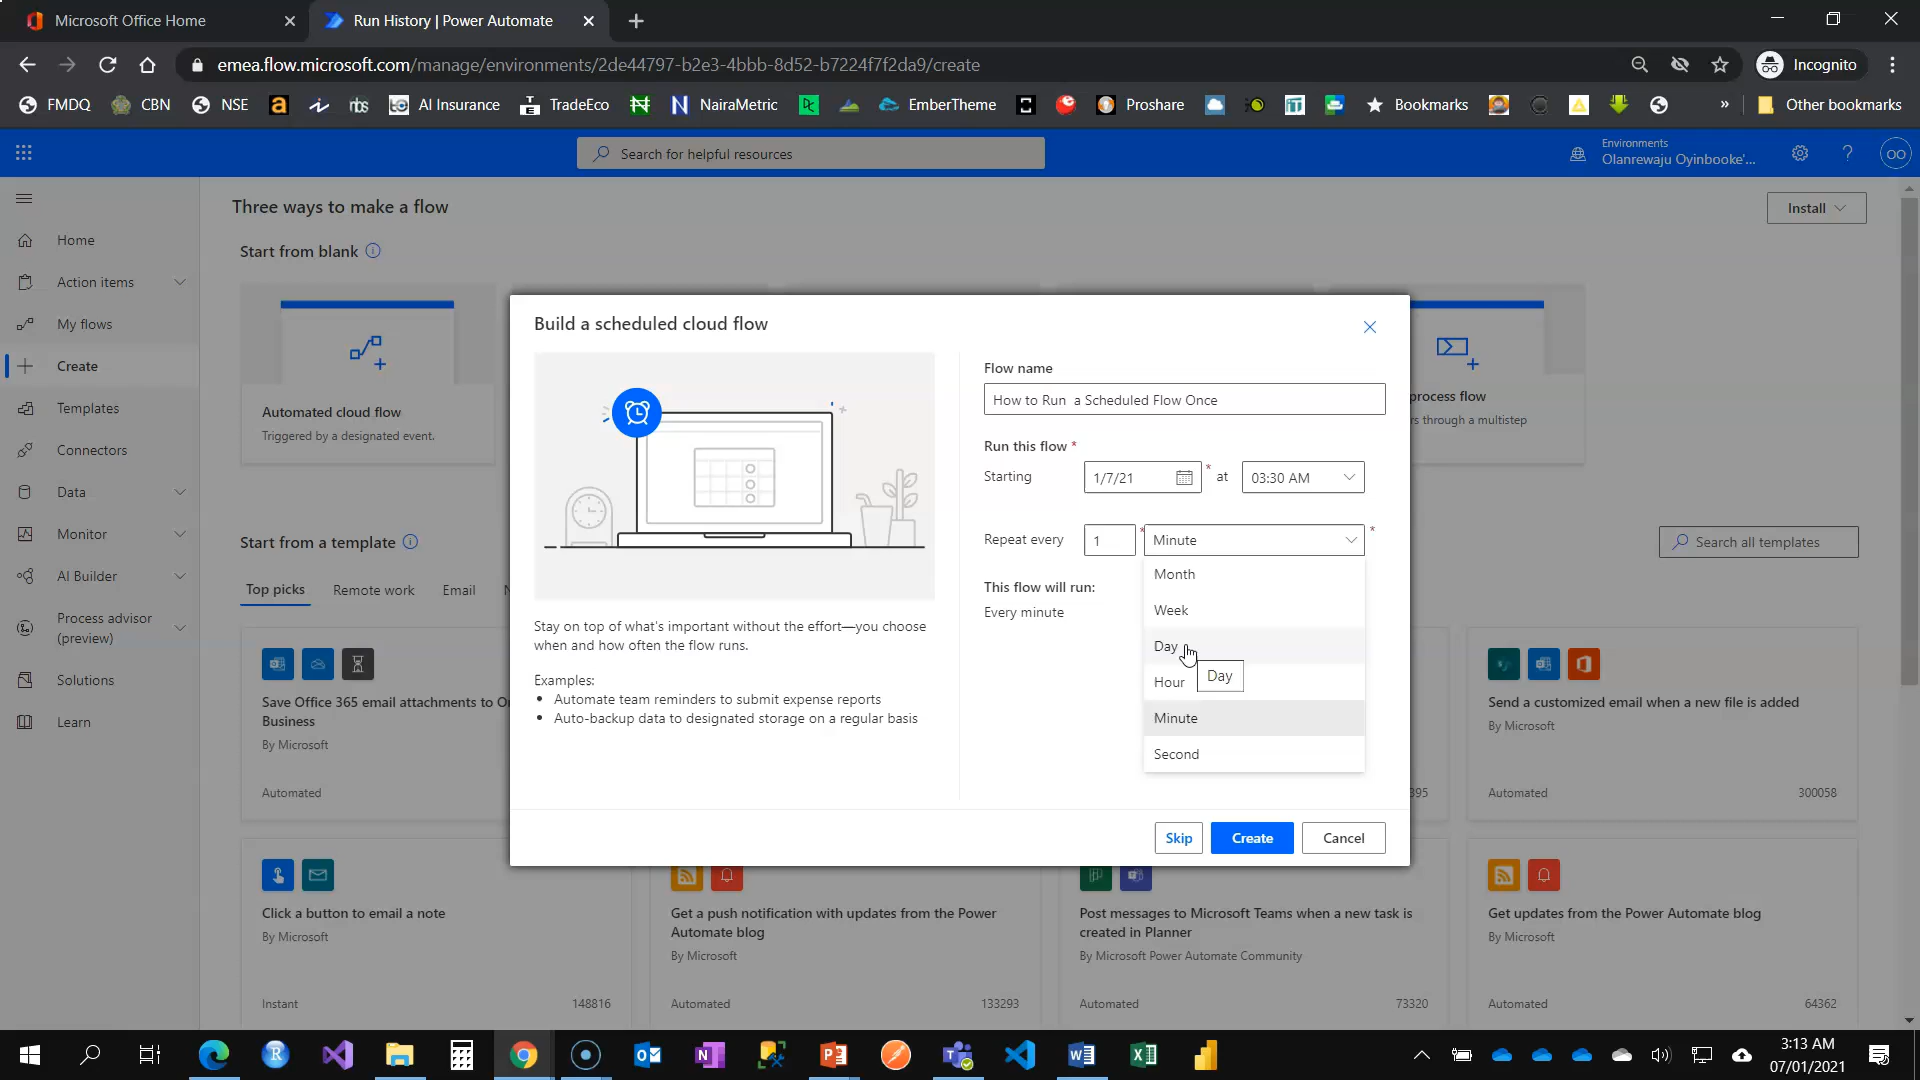 Microsoft Office Home
Run History | Power Automate
emea.flow.microsoft.com/manage/environments/2de44797-b2e3-4bbb-8d52-b7224f7f2da9/create
Incognito
FMDQ
CBN
NSE
AI Insurance
TradeEco
NairaMetric
EmberTheme
Proshare
Bookmarks
»
Other bookmarks
Search for helpful resources
Environments
Olanrewaju Oyinbooke'...
?
OO
Home
Action items
My flows
Create
Templates
Connectors
Data
Monitor
AI Builder
Process advisor
(preview)
Solutions
Learn
Three ways to make a flow
Install
Start from blank
Automated cloud flow
Triggered by a designated event.
process flow
rs through a multistep
Build a scheduled cloud flow
Stay on top of what's important without the effort—you choose
when and how often the flow runs.
Examples:
• Automate team reminders to submit expense reports
• Auto-backup data to designated storage on a regular basis
Flow name
How to Run  a Scheduled Flow Once
Run this flow *
Starting
1/7/21
* at
03:30 AM
Repeat every
1
*
Minute
*
This flow will run:
Every minute
Month
Week
Day
Day
Hour
Minute
Second
Skip
Create
Cancel
Start from a template
Search all templates
Top picks
Remote work
Email
N
Save Office 365 email attachments to On
Business
By Microsoft
Automated
395
Send a customized email when a new file is added
By Microsoft
Automated
300058
Click a button to email a note
By Microsoft
Instant
148816
Get a push notification with updates from the Power
Automate blog
By Microsoft
Automated
133293
Post messages to Microsoft Teams when a new task is
created in Planner
By Microsoft Power Automate Community
Automated
73320
Get updates from the Power Automate blog
By Microsoft
Automated
64362
3:13 AM
07/01/2021